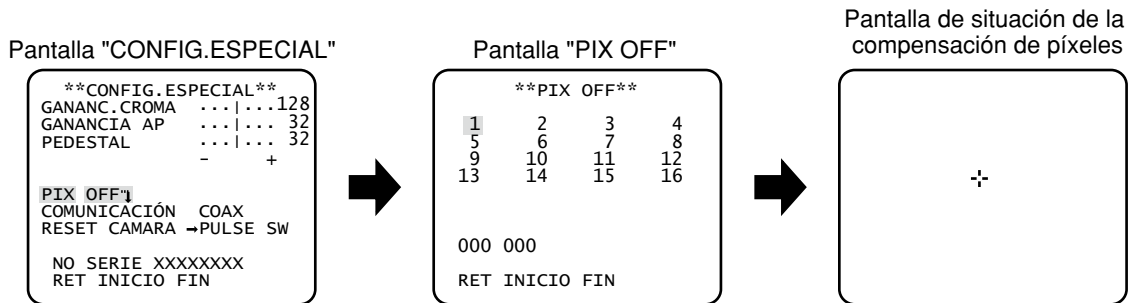 Pantalla "CONFIG.ESPECIAL"
**CONFIG.ESPECIAL**
GANANC.CROMA ...|...128
GANANCIA AP ...|... 32
PEDESTAL ...|... 32
- +
PIX OFF
COMUNICACIÓN COAX
RESET CAMARA →PULSE SW
NO SERIE XXXXXXXX
RET INICIO FIN
Pantalla "PIX OFF"
**PIX OFF**
1 2 3 4
5 6 7 8
9 10 11 12
13 14 15 16
000 000
RET INICIO FIN
Pantalla de situación de la
compensación de píxeles